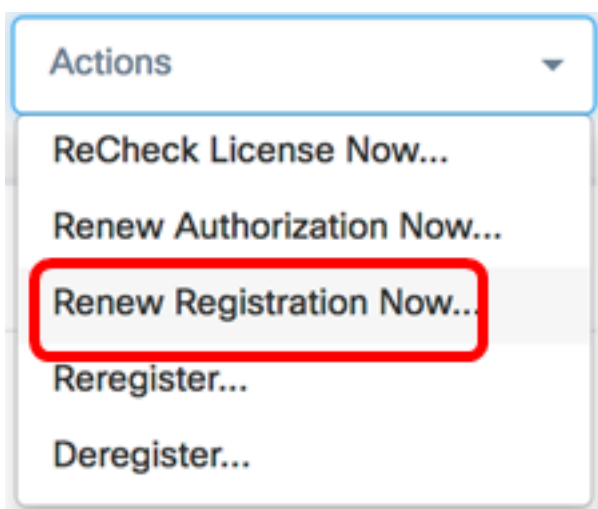 Actions
ReCheck License Now...
Renew Authorization Now...
Renew Registration Now...
Reregister...
Deregister...